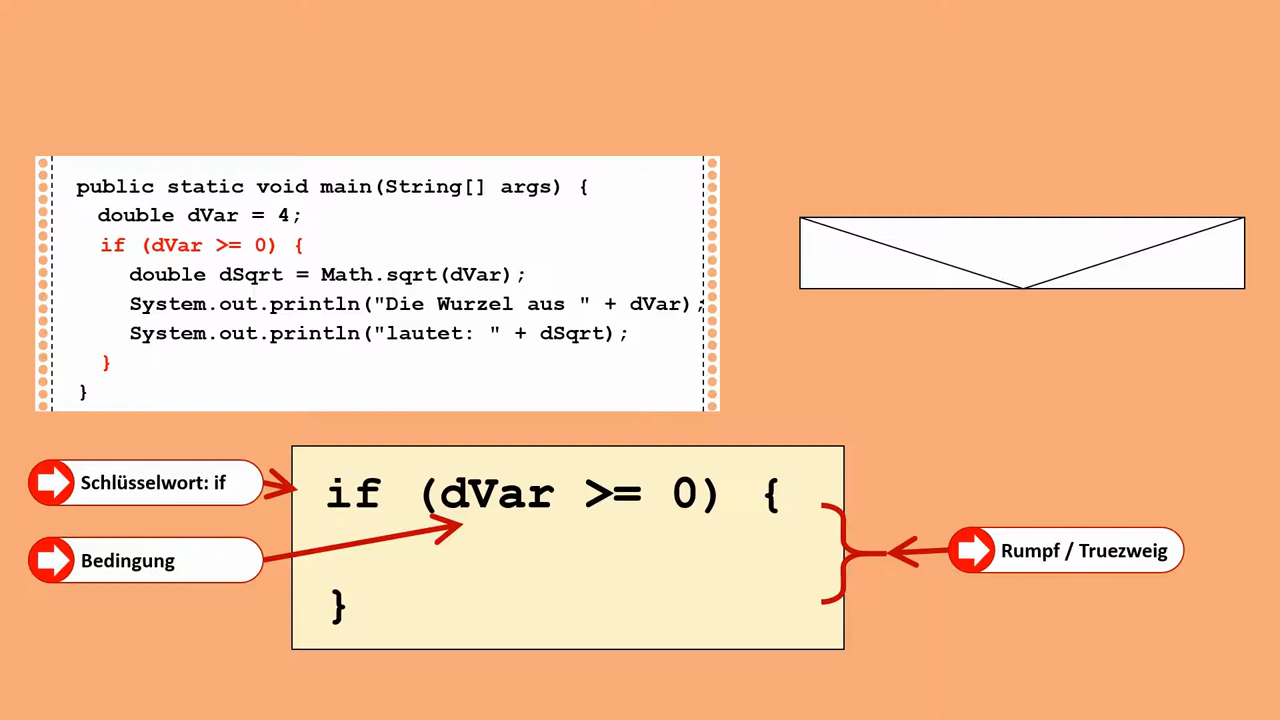 public static void main(String[] args) {
double dVar = 4;
if (dVar >= 0) {
double dSqrt = Math.sqrt(dVar);
System.out.println("Die Wurzel aus " + dVar);
System.out.println("lautet: " + dSqrt);
}
}
Schlüsselwort: if
Bedingung
if (dVar >= 0) {
}
Rumpf / Truezweig